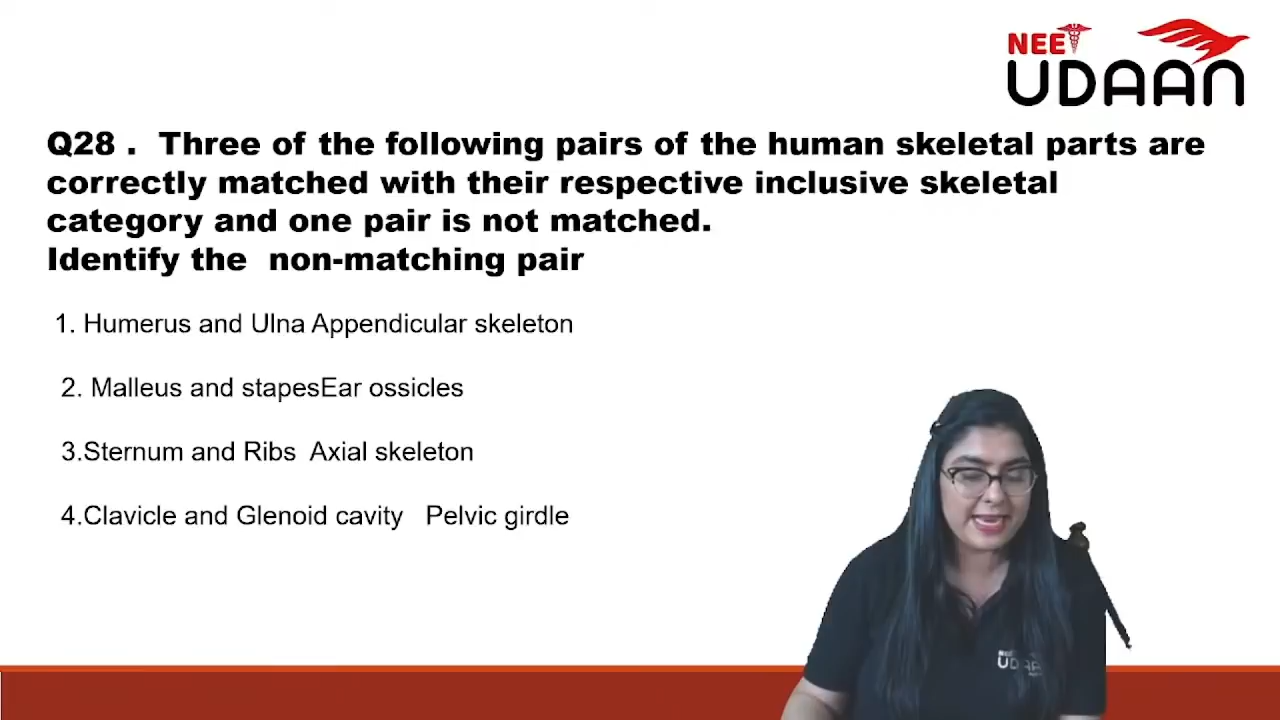 NEET
UDAAN
Q28 . Three of the following pairs of the human skeletal parts are
correctly matched with their respective inclusive skeletal
category and one pair is not matched.
Identify the non-matching pair
1. Humerus and Ulna Appendicular skeleton
2. Malleus and stapesEar ossicles
3.Sternum and Ribs Axial skeleton
4.Clavicle and Glenoid cavity Pelvic girdle
NEET
UDAAN